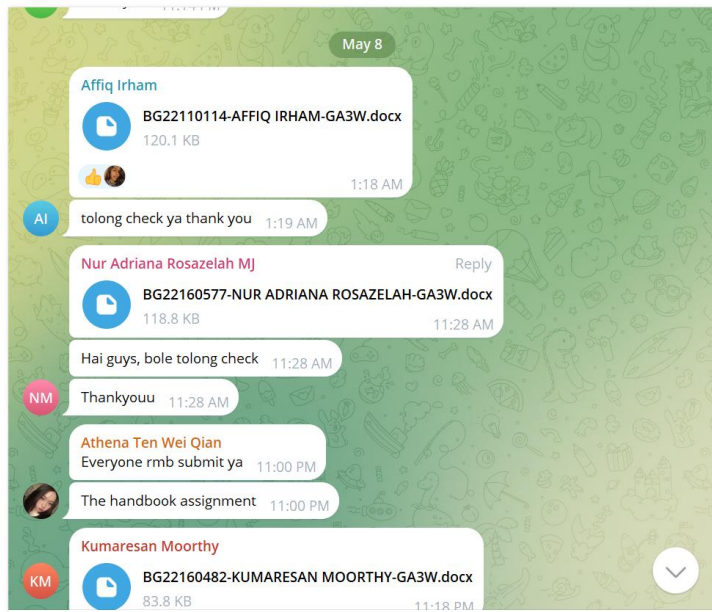 May 8
Affiq Irham
BG22110114-AFFIQ IRHAM-GA3W.docx
120.1 KB
1:18 AM
AI
tolong check ya thank you 1:19 AM
Nur Adriana Rosazelah MJ Reply
BG22160577-NUR ADRIANA ROSAZELAH-GA3W.docx
118.8 KB
11:28 AM
Hai guys, bole tolong check 11:28 AM
NM
Thankyouu 11:28 AM
Athena Ten Wei Qian
Everyone rmb submit ya 11:00 PM
The handbook assignment 11:00 PM
Kumaresan Moorthy
KM
BG22160482-KUMARESAN MOORTHY-GA3W.docx
83.8 KB
11:18 PM